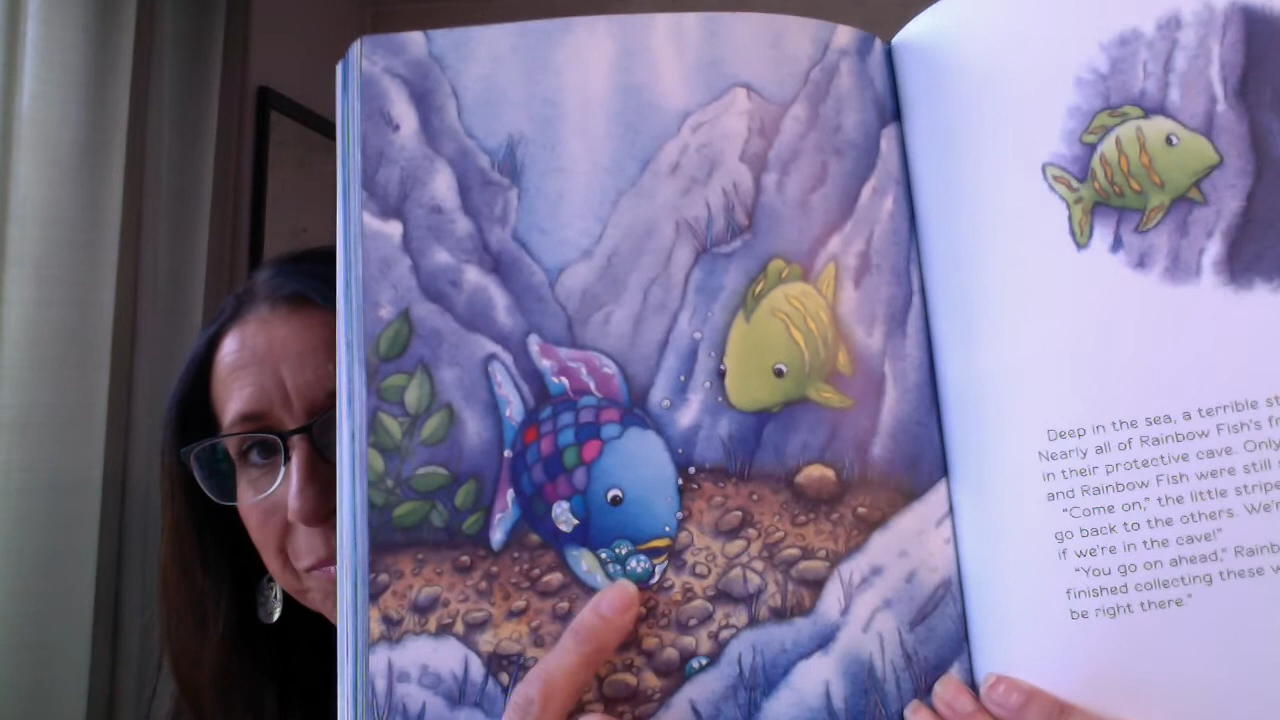 Deep in the sea, a terrible
Nearly all of Rainbow Fish's
in their protective cave. Only
and Rainbow Fish were still
"Come on," the little
go back to the others. We're
if we're in the cave!"
"You go on ahead,"
finished collecting these
be right there."